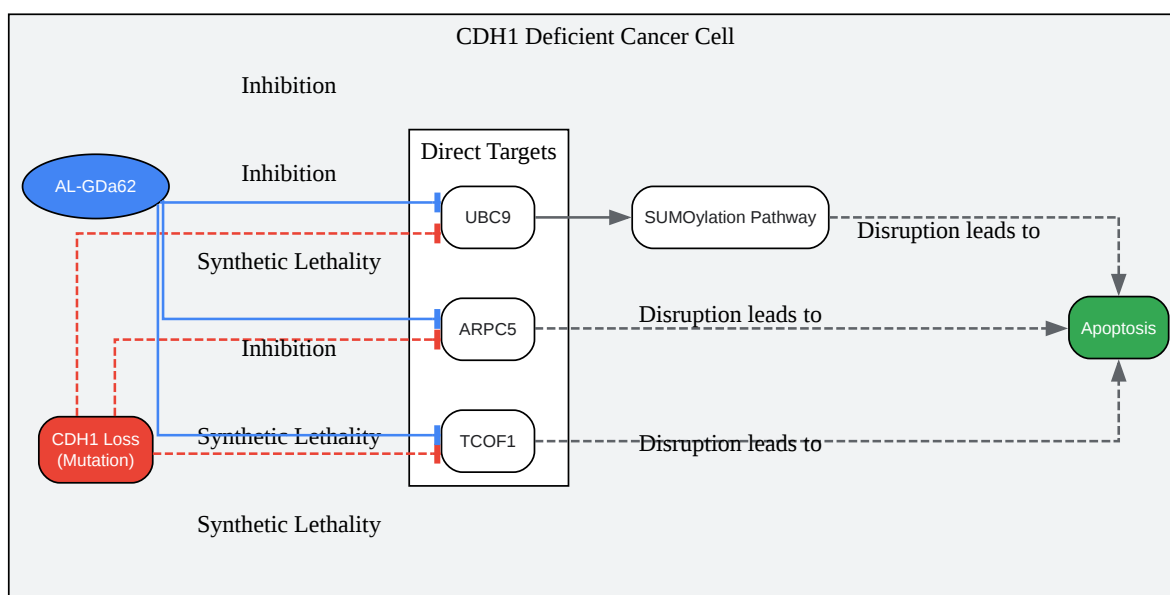 CDH1 Deficient Cancer Cell
Inhibition
Direct Targets
Inhibition
AL-GDa62
UBC9
SUMOylation Pathway
Disruption leads to
Synthetic Lethality
ARPC5
Disruption leads to
Apoptosis
Inhibition
CDH1 Loss
(Mutation)
Synthetic Lethality
TCOF1
Disruption leads to
Synthetic Lethality